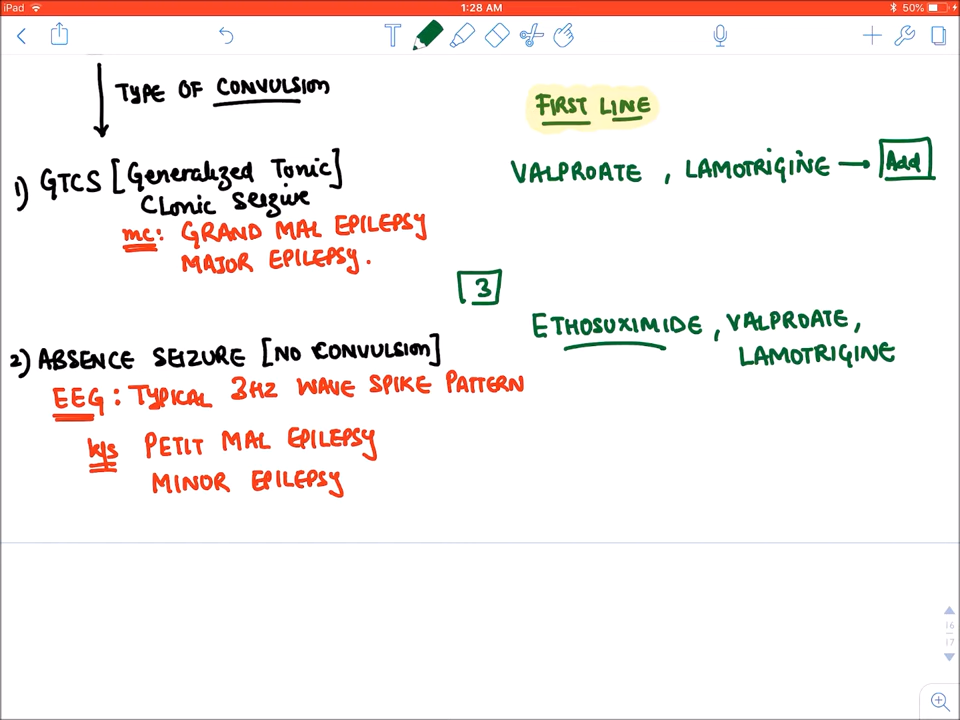 iPad
1:28 AM
50%
T
TYPE OF CONVULSION
FIRST LINE
1) GTCS [Generalized Tonic]
Clonic Seizure
VALPROATE , LAMOTRIGINE → Add
mc: GRAND MAL EPILEPSY
MAJOR EPILEPSY.
3
2) ABSENCE SEIZURE [NO CONVULSION]
ETHOSUXIMIDE , VALPROATE ,
LAMOTRIGINE
EEG : TYPICAL 3HZ WAVE SPIKE PATTERN
k/s PETIT MAL EPILEPSY
MINOR EPILEPSY
16
17